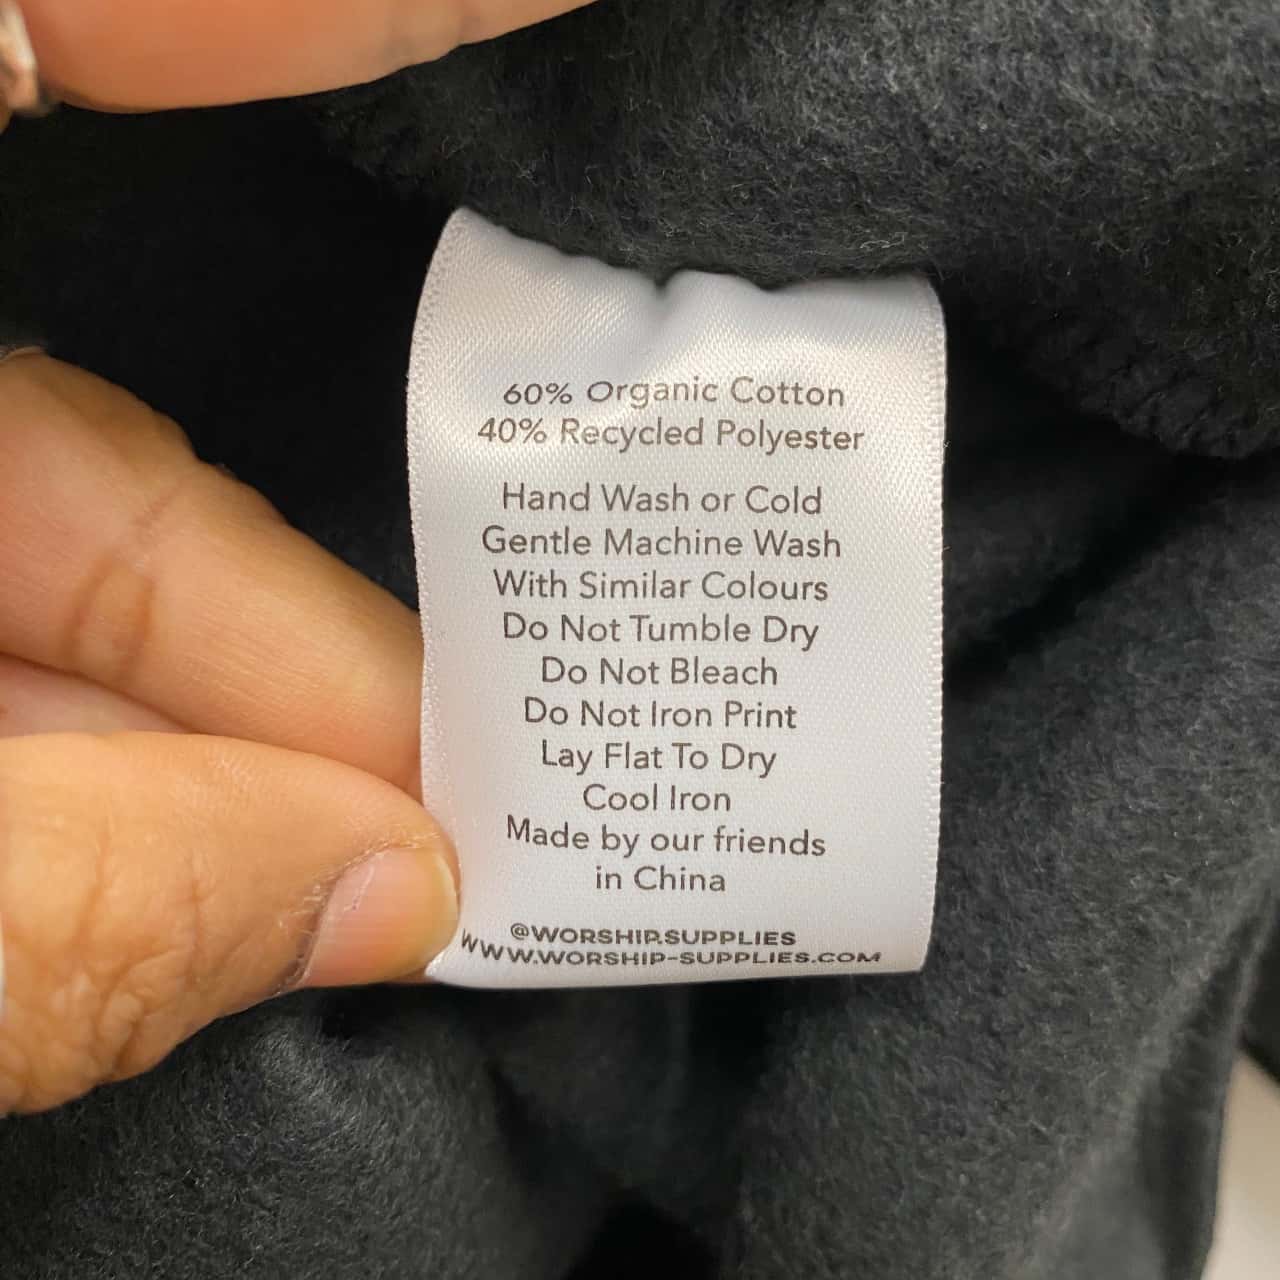 60% Organic Cotton
40% Recycled Polyester
Hand Wash or Cold
Gentle Machine Wash
With Similar Colours
Do Not Tumble Dry
Do Not Bleach
Do Not Iron Print
Lay Flat To Dry
Cool Iron
Made by our friends
in China
@WORSHIP.SUPPLIES
WWW.WORSHIP-SUPPLIES.COM